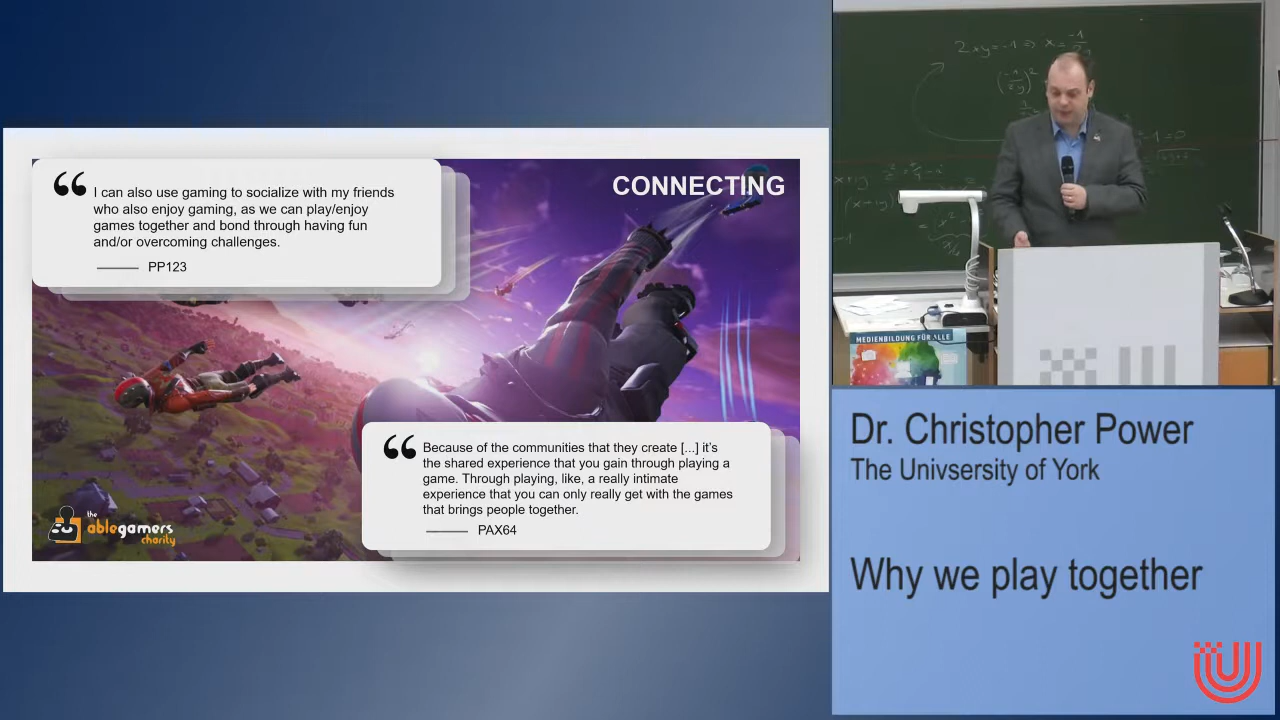 CONNECTING
“ I can also use gaming to socialize with my friends
who also enjoy gaming, as we can play/enjoy
games together and bond through having fun
and/or overcoming challenges.
PP123
“ Because of the communities that they create [...] it’s
the shared experience that you gain through playing a
game. Through playing, like, a really intimate
experience that you can only really get with the games
that brings people together.
PAX64
the
ablegamers
charity
2xy=-1 ⇒ x=
MEDIENBILDUNG FÜR ALLE
Dr. Christopher Power
The Univsersity of York
Why we play together